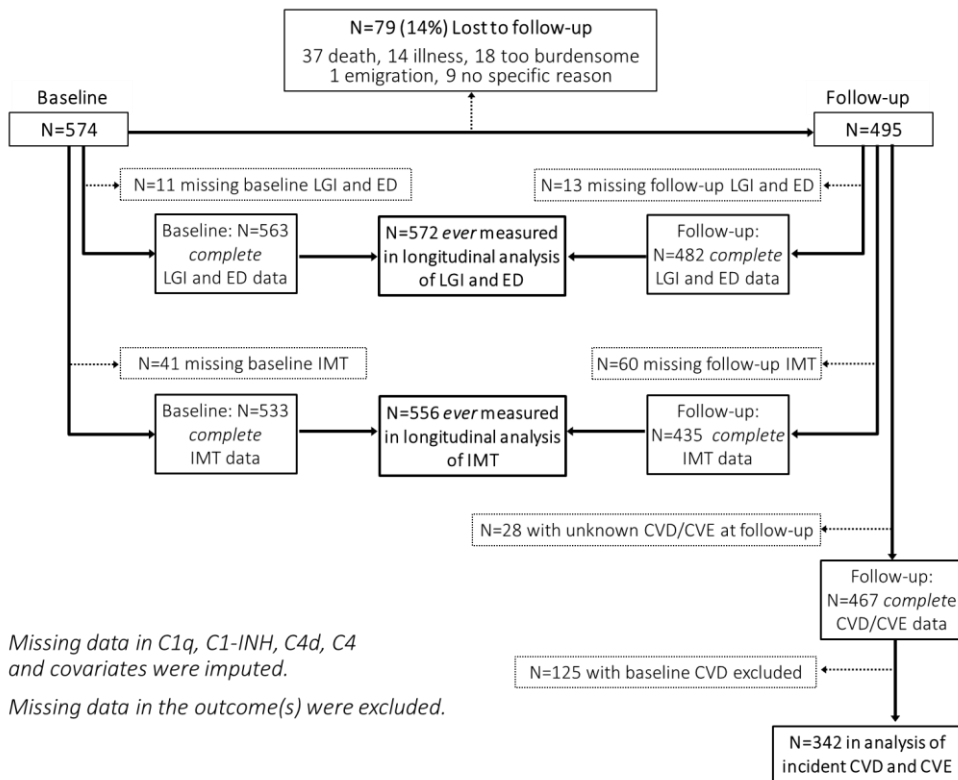 N=79 (14%) Lost to follow-up
37 death, 14 illness, 18 too burdensome
1 emigration, 9 no specific reason
Baseline
N=574
Follow-up
N=495
N=11 missing baseline LGI and ED
N=13 missing follow-up LGI and ED
Baseline: N=563
complete
LGI and ED data
N=572 ever measured
in longitudinal analysis
of LGI and ED
Follow-up:
N=482 complete
LGI and ED data
N=41 missing baseline IMT
N=60 missing follow-up IMT
Baseline: N=533
complete
IMT data
N=556 ever measured
in longitudinal analysis
of IMT
Follow-up:
N=435 complete
IMT data
N=28 with unknown CVD/CVE at follow-up
Follow-up:
N=467 complete
CVD/CVE data
Missing data in C1q, C1-INH, C4d, C4
and covariates were imputed.
Missing data in the outcome(s) were excluded.
N=125 with baseline CVD excluded
N=342 in analysis of
incident CVD and CVE